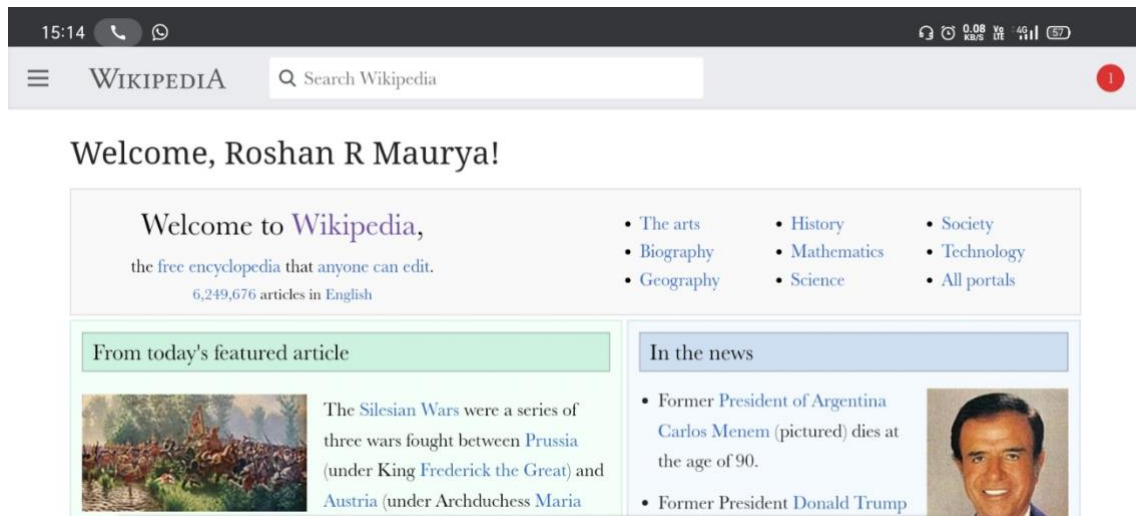 15:14
0.08 KB/S Vo LTE 4G 57
WIKIPEDIA
Search Wikipedia
1
Welcome, Roshan R Maurya!
Welcome to Wikipedia,
the free encyclopedia that anyone can edit.
6,249,676 articles in English
The arts
Biography
Geography
History
Mathematics
Science
Society
Technology
All portals
From today's featured article
The Silesian Wars were a series of
three wars fought between Prussia
(under King Frederick the Great) and
Austria (under Archduchess Maria
In the news
Former President of Argentina
Carlos Menem (pictured) dies at
the age of 90.
Former President Donald Trump